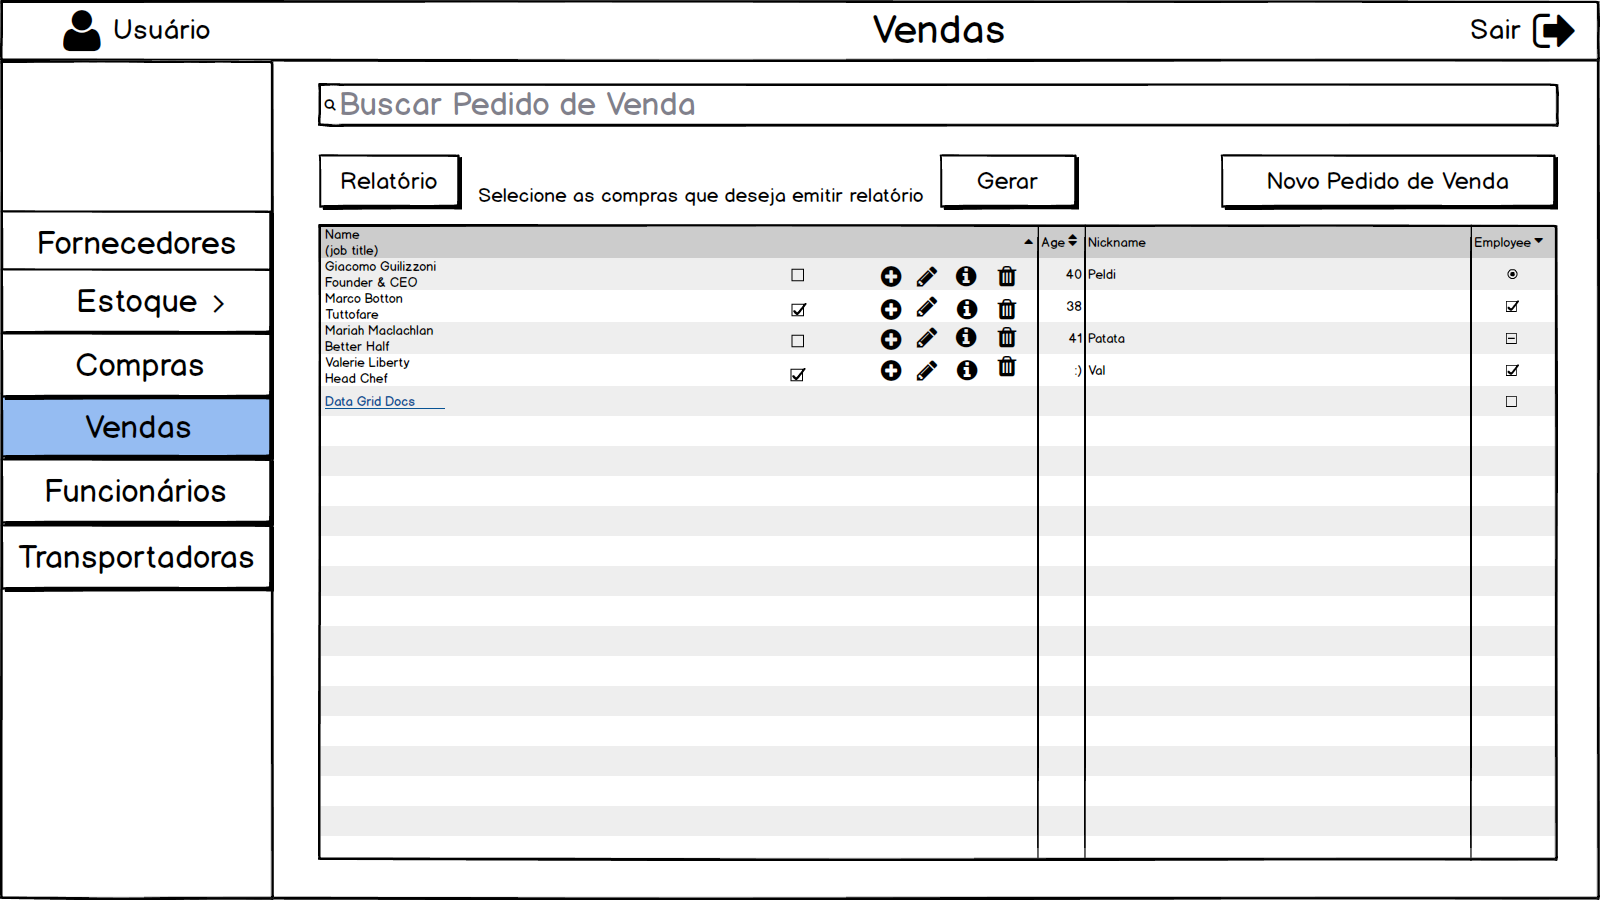 Usuário
Vendas
Sair
Buscar Pedido de Venda
Relatório
Selecione as compras que deseja emitir relatório
Gerar
Novo Pedido de Venda
Fornecedores
Estoque
Compras
Vendas
Funcionários
Transportadoras
Name
(job title)
Age
Nickname
Employee
Giacomo Guilizzoni
Founder & CEO
40
Peldi
Marco Botton
Tuttofare
38
Mariah Maclachlan
Better Half
41
Patata
Valerie Liberty
Head Chef
:)
Val
Data Grid Docs